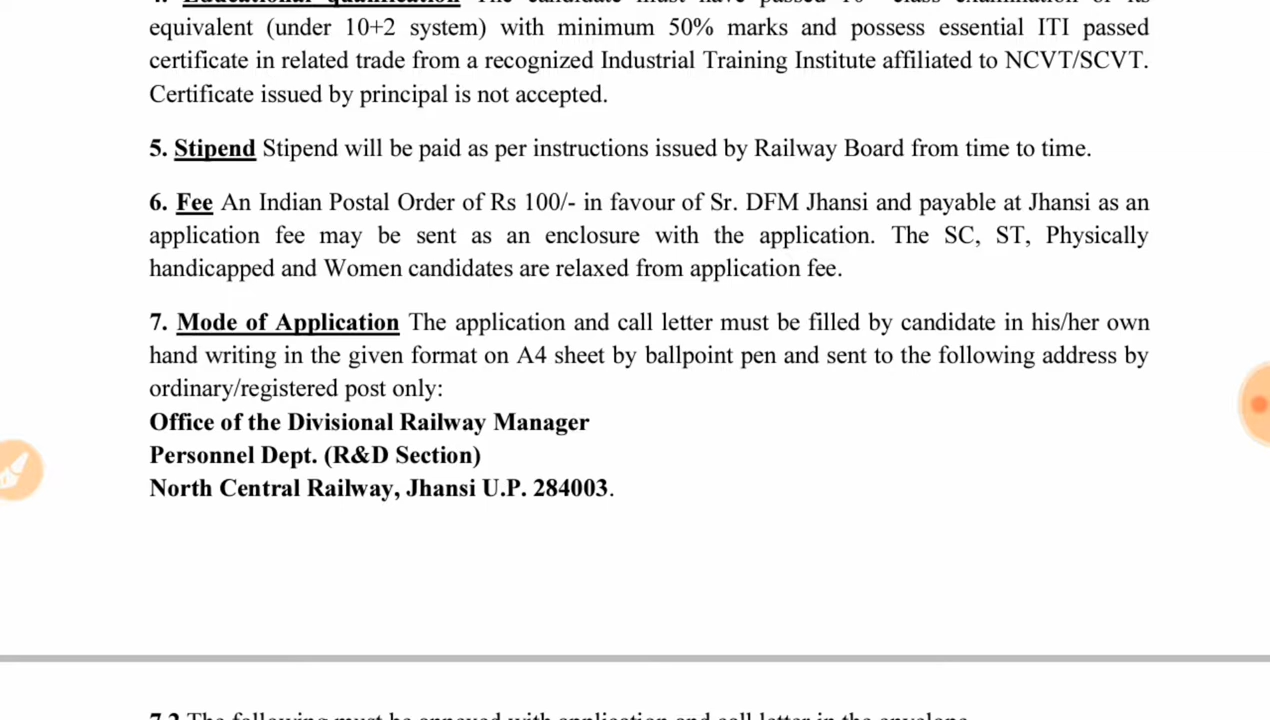 equivalent (under 10+2 system) with minimum 50% marks and possess essential ITI passed
certificate in related trade from a recognized Industrial Training Institute affiliated to NCVT/SCVT.
Certificate issued by principal is not accepted.
5. Stipend Stipend will be paid as per instructions issued by Railway Board from time to time.
6. Fee An Indian Postal Order of Rs 100/- in favour of Sr. DFM Jhansi and payable at Jhansi as an
application fee may be sent as an enclosure with the application. The SC, ST, Physically
handicapped and Women candidates are relaxed from application fee.
7. Mode of Application The application and call letter must be filled by candidate in his/her own
hand writing in the given format on A4 sheet by ballpoint pen and sent to the following address by
ordinary/registered post only:
Office of the Divisional Railway Manager
Personnel Dept. (R&D Section)
North Central Railway, Jhansi U.P. 284003.